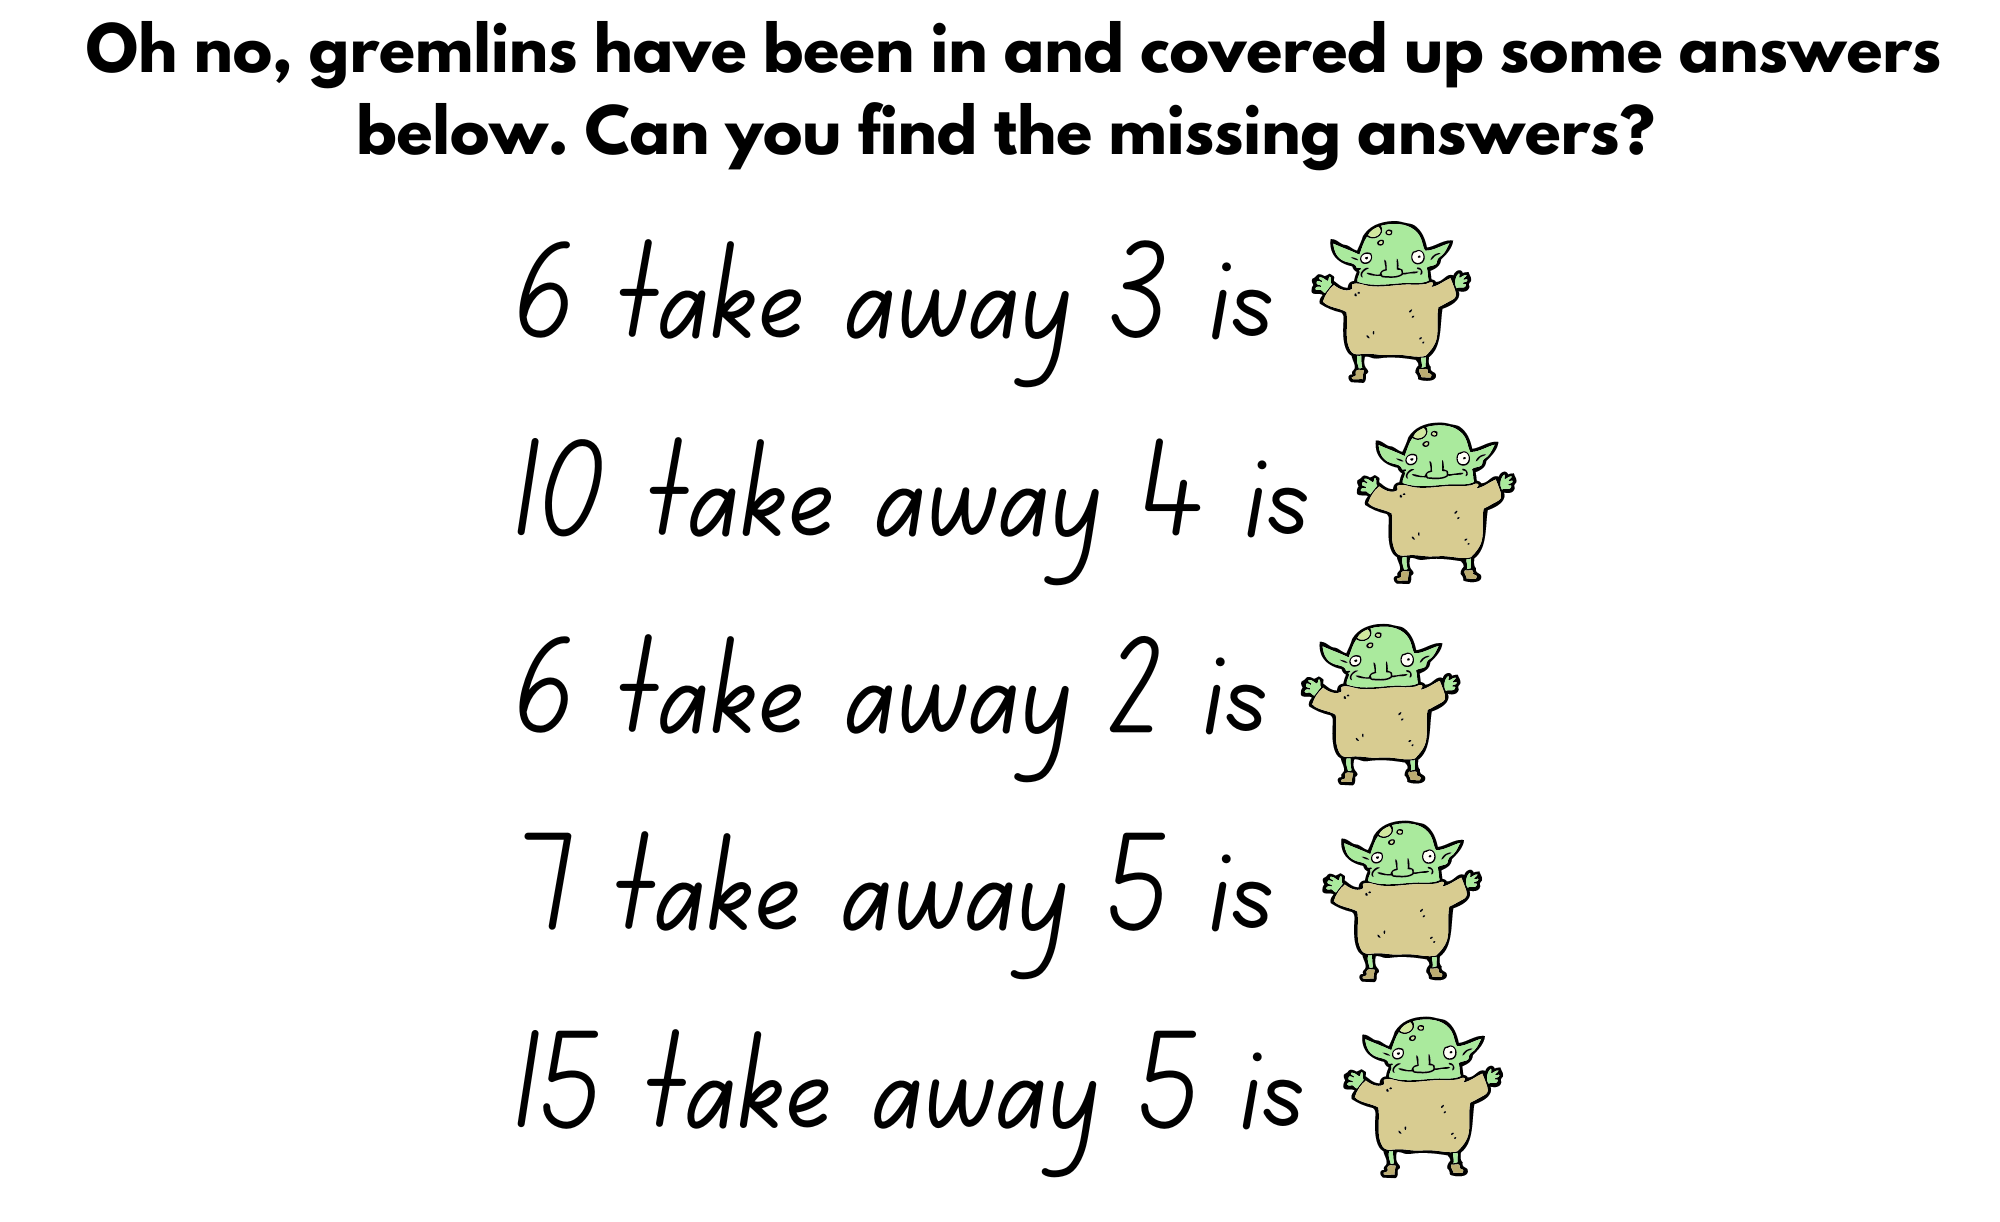 Oh no, gremlins have been in and covered up some answers
below. Can you find the missing answers?
6 take away 3 is
10 take away 4 is
6 take away 2 is
7 take away 5 is
15 take away 5 is